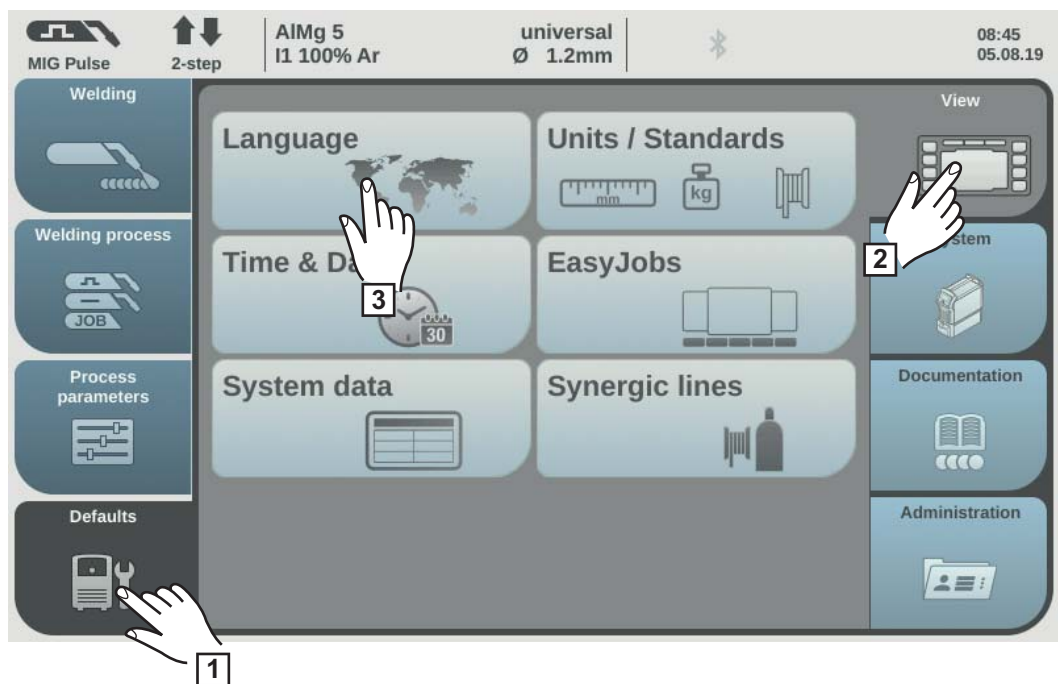 MIG Pulse
2-step
AlMg 5
I1 100% Ar
universal
Ø 1.2mm
08:45
05.08.19
Welding
Welding process
JOB
Process
parameters
Defaults
1
Language
3
Units / Standards
mm
kg
Time &
30
EasyJobs
System data
Synergic lines
View
2
Documentation
Administration